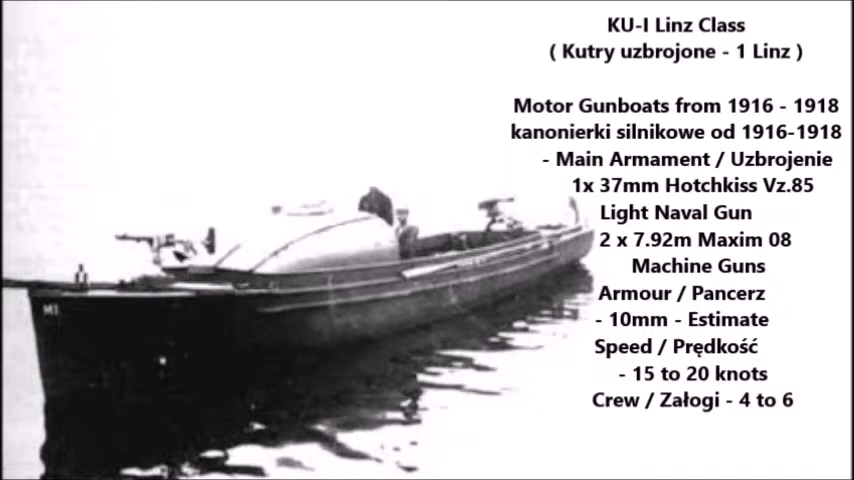 KU-I Linz Class
( Kutry uzbrojone - 1 Linz )
Motor Gunboats from 1916 - 1918
kanonierki silnikowe od 1916-1918
- Main Armament / Uzbrojenie
1x 37mm Hotchkiss Vz.85
Light Naval Gun
2 x 7.92m Maxim 08
Machine Guns
Armour / Pancerz
- 10mm - Estimate
Speed / Prędkość
- 15 to 20 knots
Crew / Załogi - 4 to 6